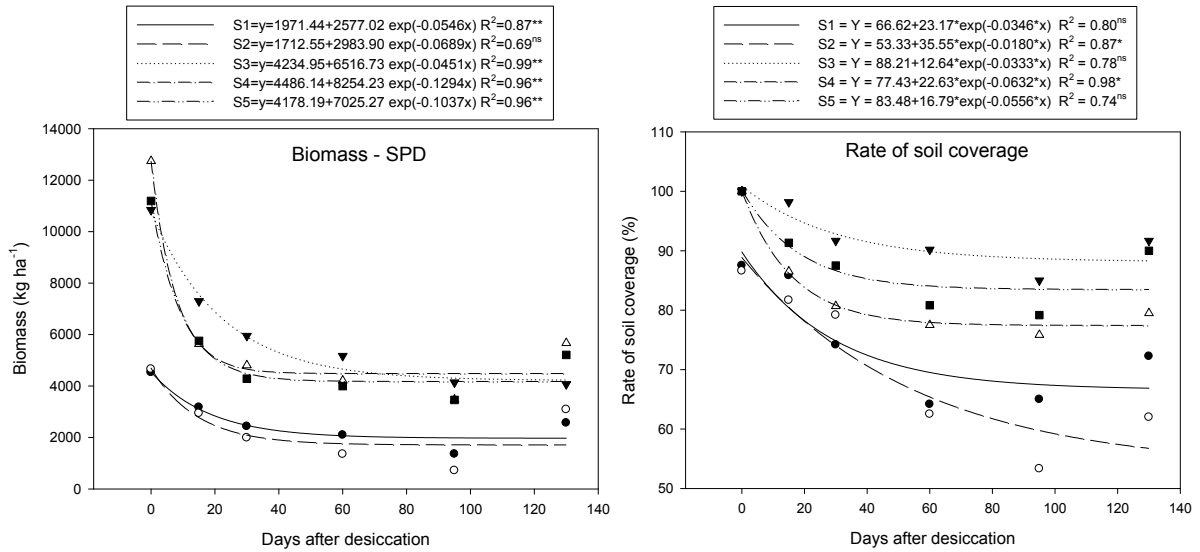 S1=y=1971.44+2577.02 exp(-0.0546x) R²=0.87**
S2=y=1712.55+2983.90 exp(-0.0689x) R²=0.69ⁿˢ
S3=y=4234.95+6516.73 exp(-0.0451x) R²=0.99**
S4=y=4486.14+8254.23 exp(-0.1294x) R²=0.96**
S5=y=4178.19+7025.27 exp(-0.1037x) R²=0.96**
Biomass - SPD
Biomass (kg ha⁻¹)
14000
12000
10000
8000
6000
4000
2000
0
0 20 40 60 80 100 120 140
Days after desiccation
S1 = Y = 66.62+23.17*exp(-0.0346*x) R² = 0.80ⁿˢ
S2 = Y = 53.33+35.55*exp(-0.0180*x) R² = 0.87*
S3 = Y = 88.21+12.64*exp(-0.0333*x) R² = 0.78ⁿˢ
S4 = Y = 77.43+22.63*exp(-0.0632*x) R² = 0.98*
S5 = Y = 83.48+16.79*exp(-0.0556*x) R² = 0.74ⁿˢ
Rate of soil coverage
Rate of soil coverage (%)
110
100
90
80
70
60
50
0 20 40 60 80 100 120 140
Days after desiccation